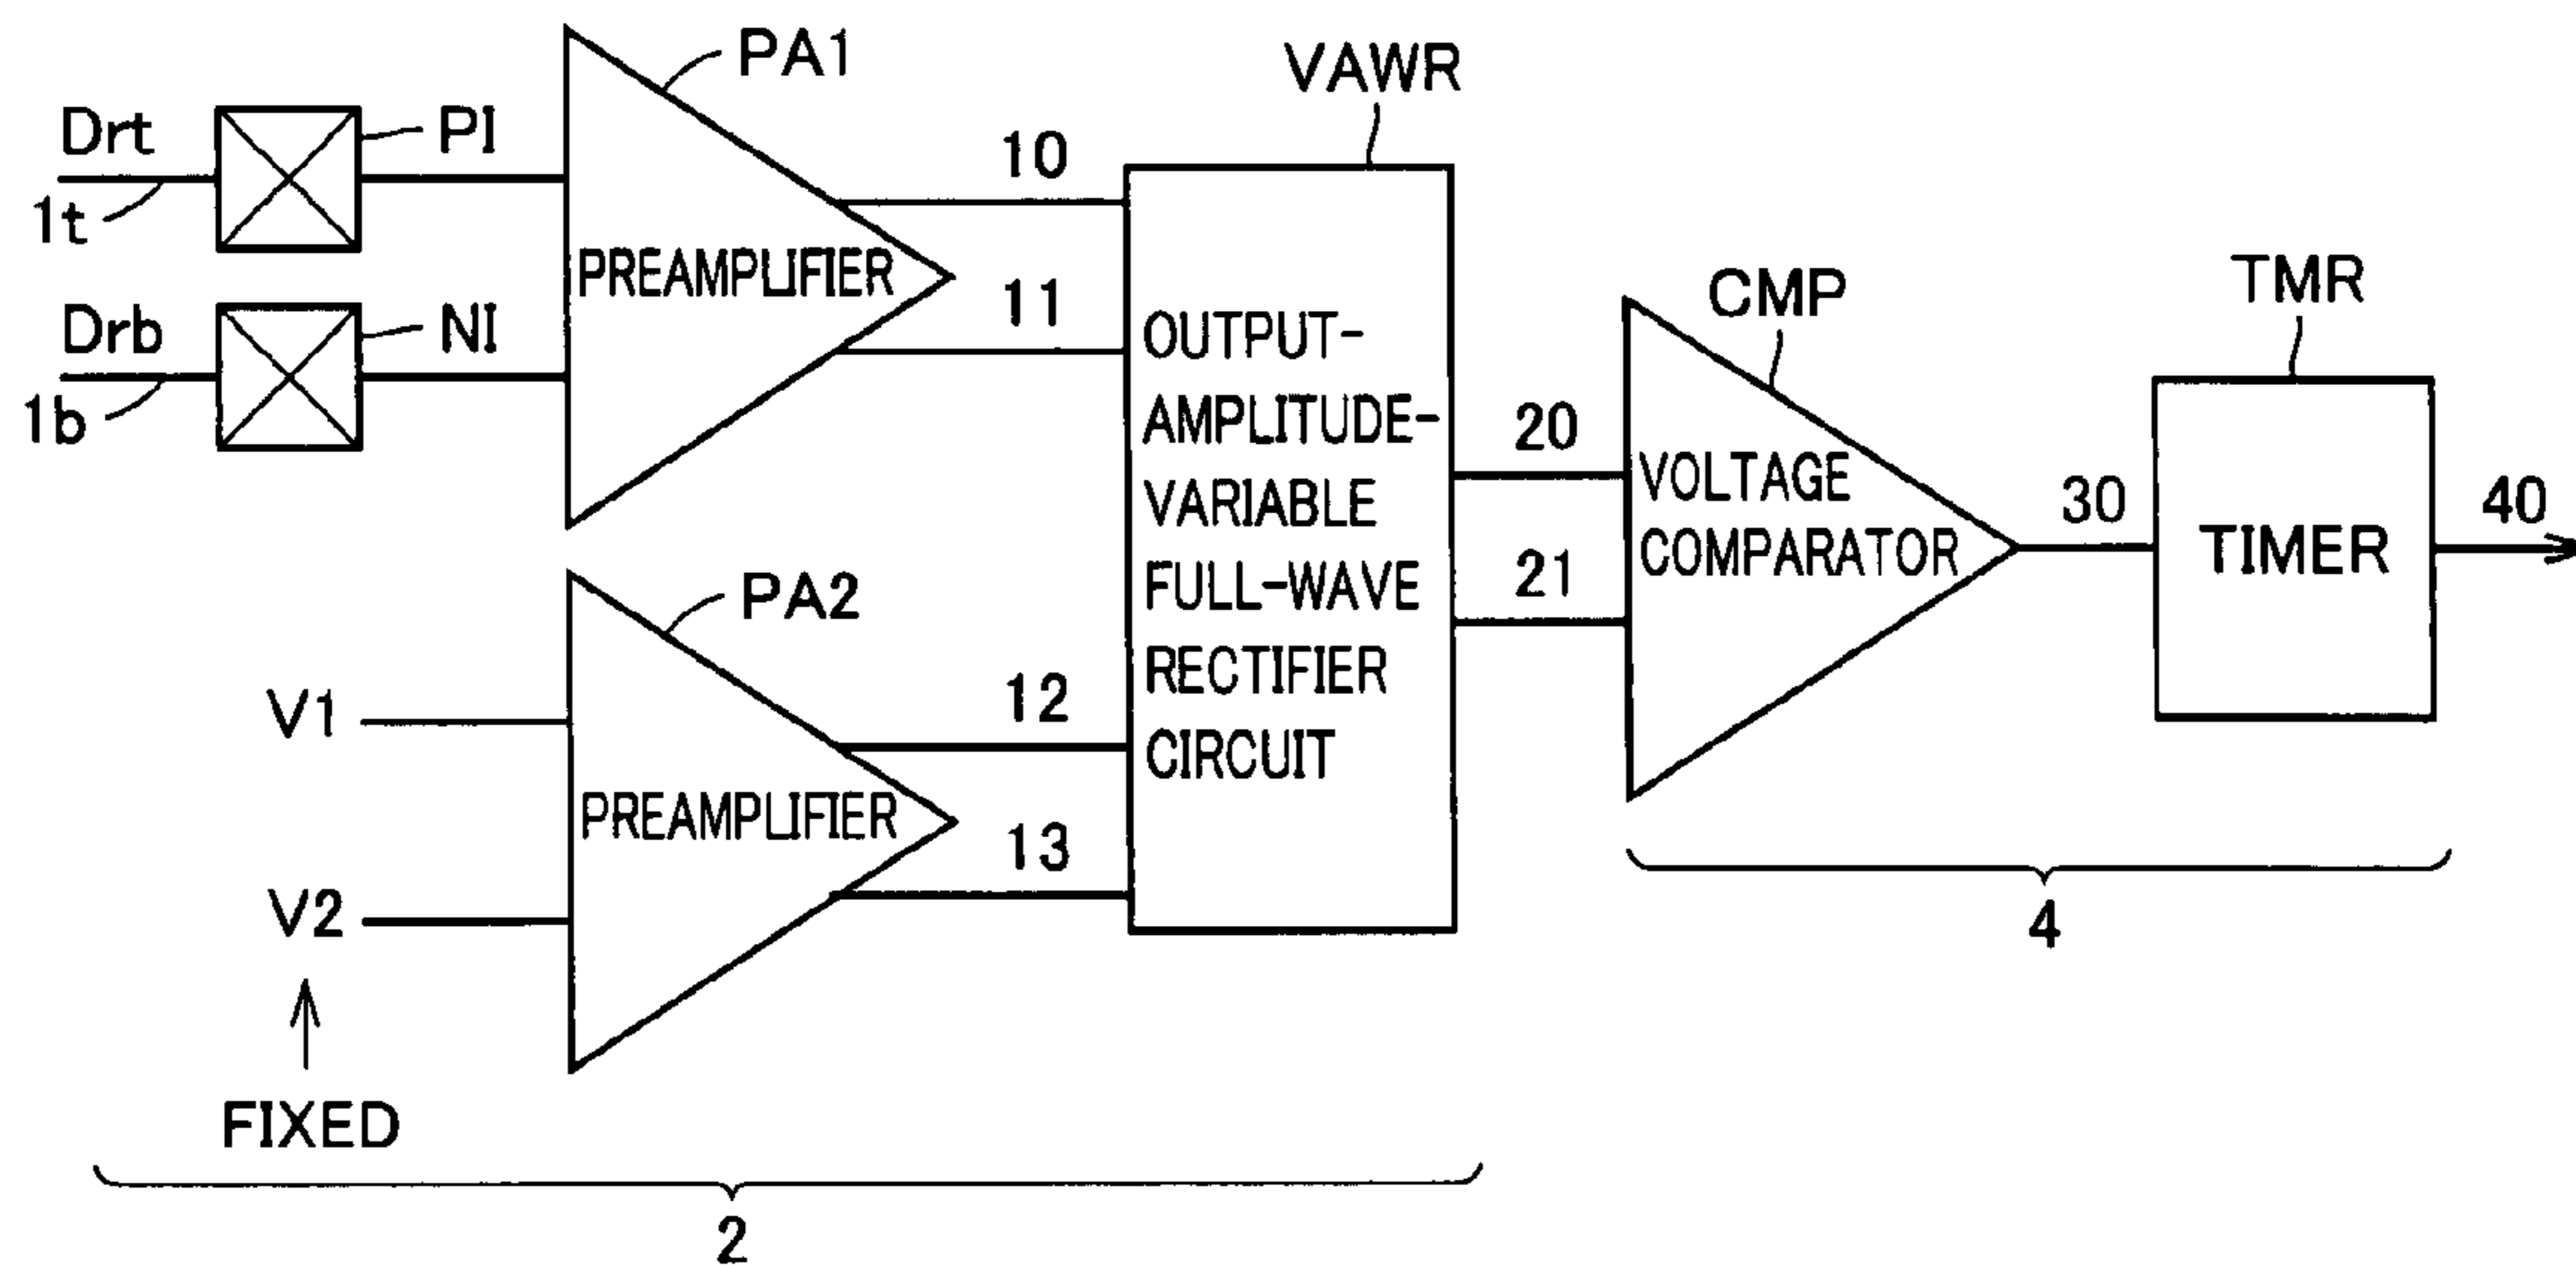 PA1
VAWR
Drt
PI
10
1t
PREAMPLIFIER
TMR
CMP
11
Drb
NI
OUTPUT-
AMPLITUDE-
VARIABLE
FULL-WAVE
RECTIFIER
CIRCUIT
1b
20
VOLTAGE
COMPARATOR
30
TIMER
40
21
PA2
V1
12
PREAMPLIFIER
13
V2
4
FIXED
2